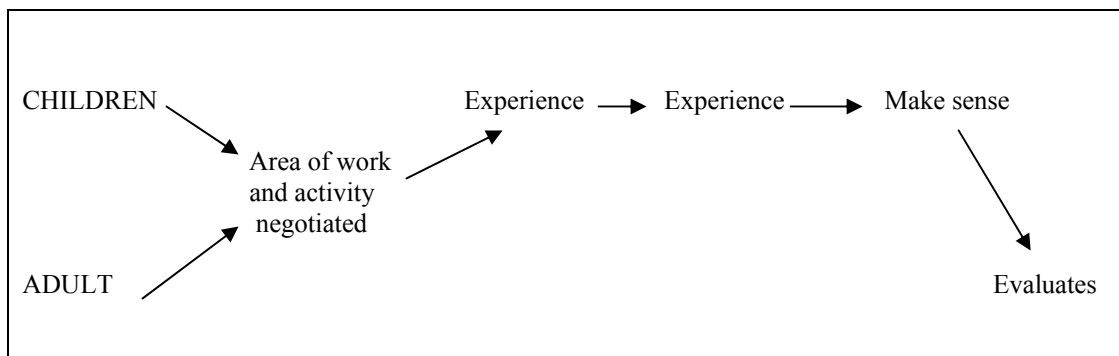 CHILDREN
Experience
Experience
Make sense
Area of work
and activity
negotiated
ADULT
Evaluates